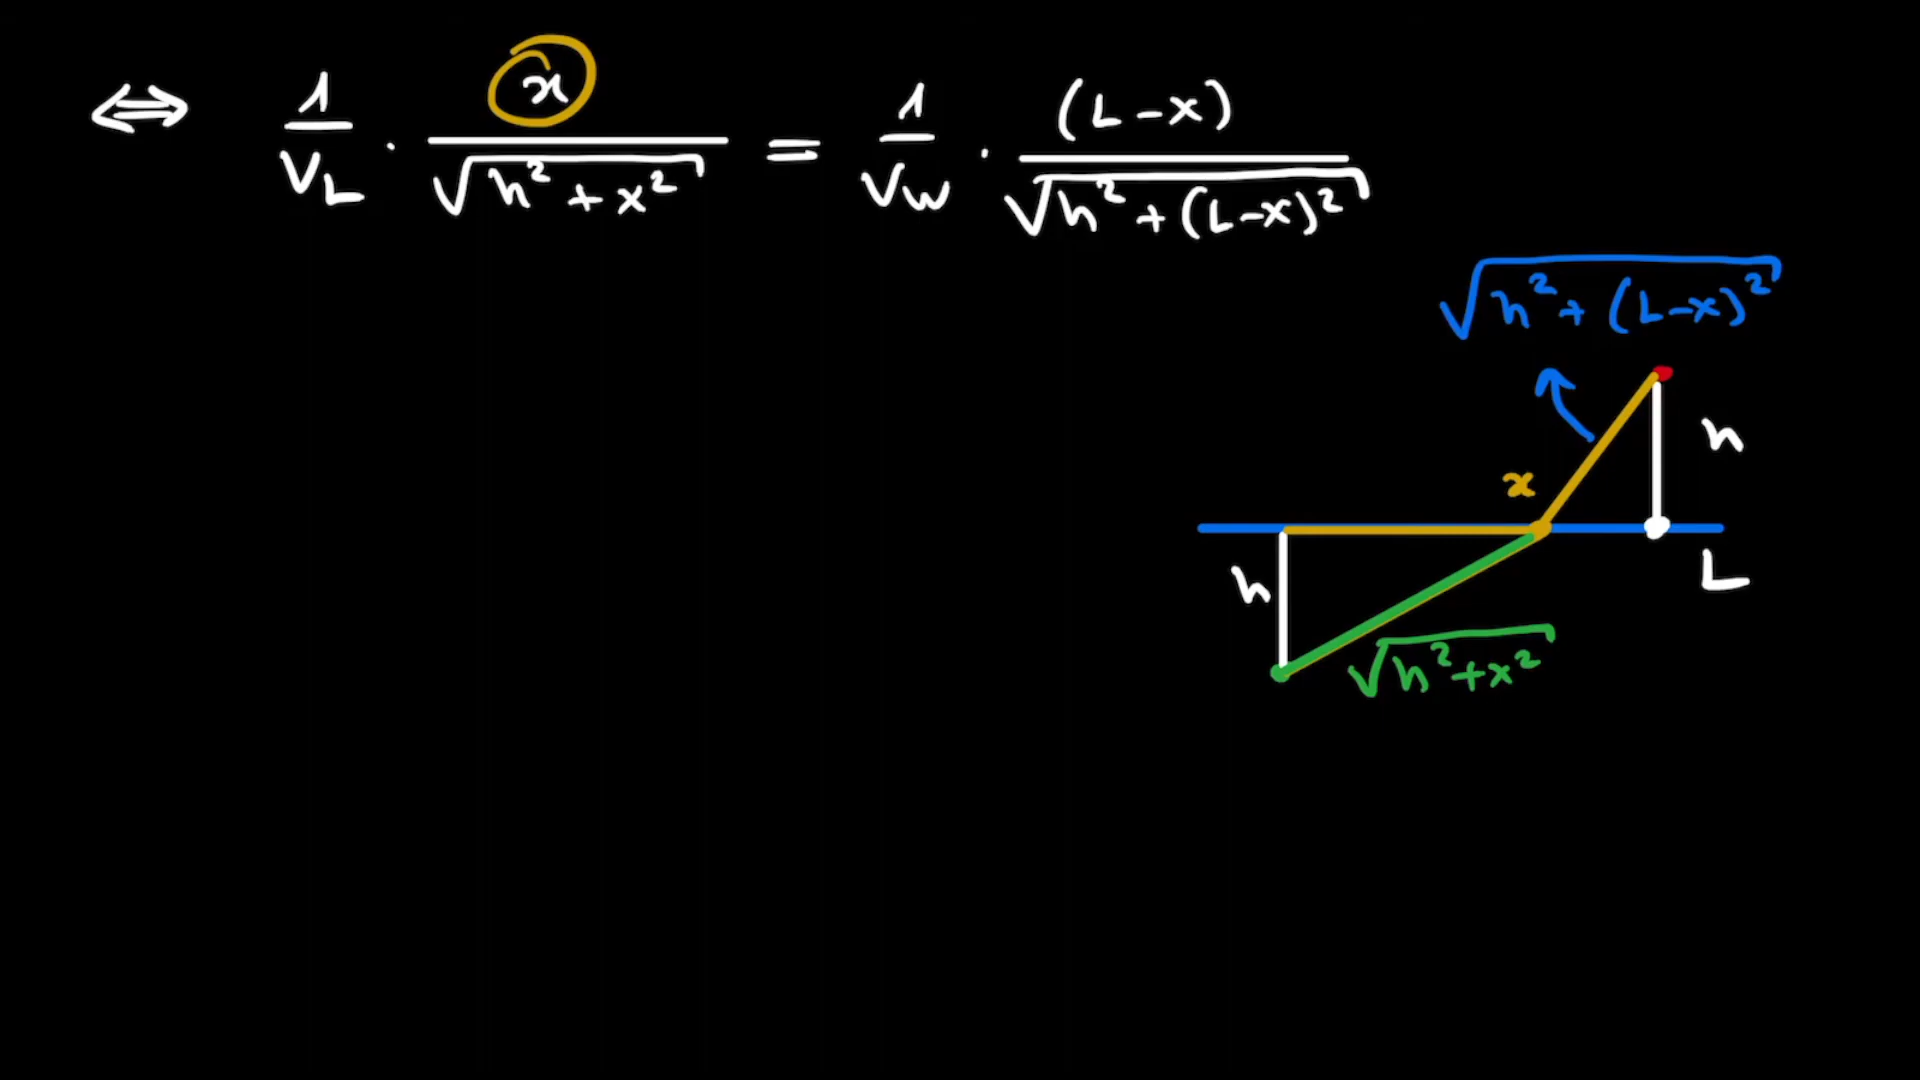 ⇔ 1/V_L · x/√(h²+x²) = 1/V_W · (L-x)/√(h²+(L-x)²)
√(h²+(L-x)²)
h
x
h
L
√(h²+x²)